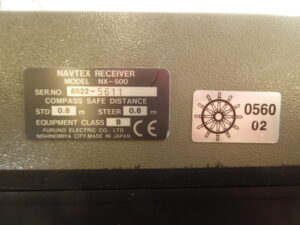 NAVTEX RECEIVER
MODEL NX-500
SER.NO. 8522-5611
COMPASS SAFE DISTANCE
STD 0.8 m STEER 0.6 m
EQUIPMENT CLASS B
FURUNO ELECTRIC CO., LTD
NISHINOMIYA CITY MADE IN JAPAN
CE
0560
02